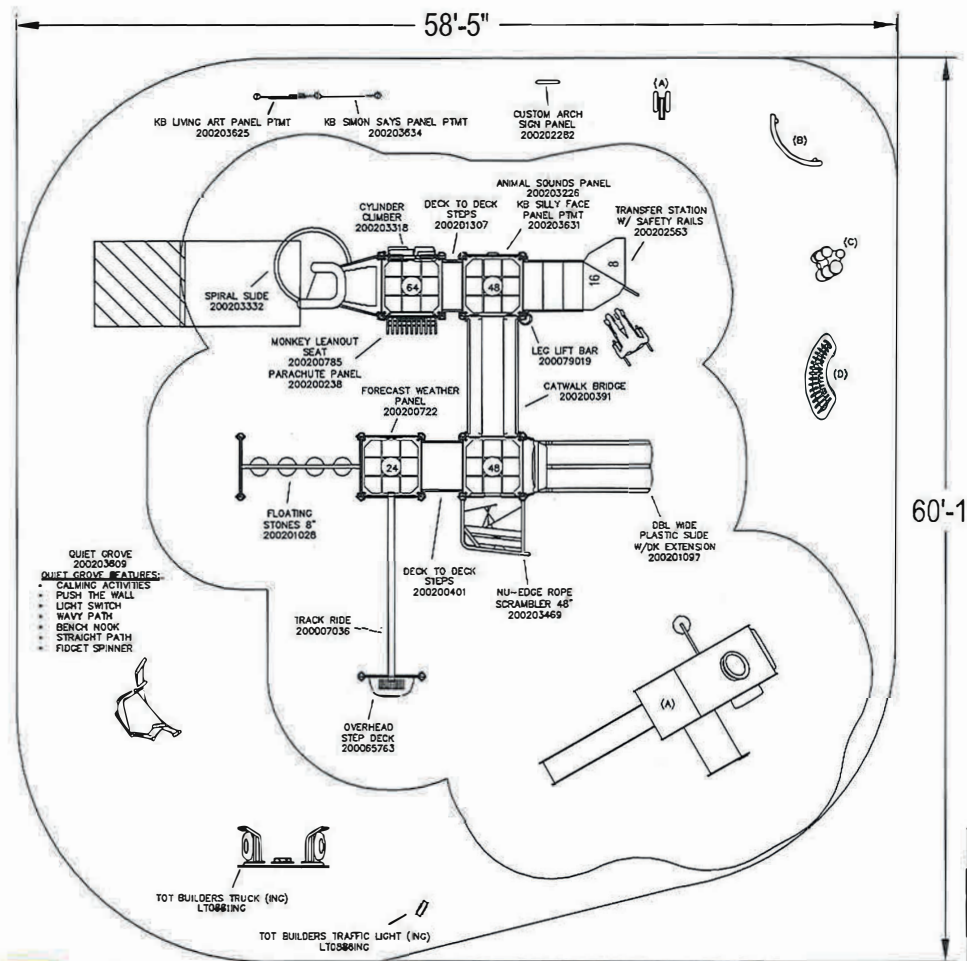 58'-5"
KB LIVING ART PANEL PTMT
200203625
KB SIMON SAYS PANEL PTMT
200203634
CUSTOM ARCH
SIGN PANEL
200202282
(A)
(B)
ANIMAL SOUNDS PANEL
200203226
KB SILLY FACE
PANEL PTMT
200203631
CYLINDER
CLIMBER
200203318
DECK TO DECK
STEPS
200201307
TRANSFER STATION
W/ SAFETY RAILS
200202563
(C)
64
48
16
8
SPIRAL SLIDE
200203332
MONKEY LEANOUT
SEAT
200200785
PARACHUTE PANEL
200200238
LEG LIFT BAR
200079019
(D)
FORECAST WEATHER
PANEL
200200722
CATWALK BRIDGE
200200391
24
48
60'-1
FLOATING
STONES 8"
200201028
DBL WIDE
PLASTIC SLIDE
W/DK EXTENSION
200201097
QUIET GROVE
200203609
QUIET GROVE FEATURES:
• CALMING ACTIVITIES
• PUSH THE WALL
• LIGHT SWITCH
• WAVY PATH
• BENCH NOOK
• STRAIGHT PATH
• FIDGET SPINNER
DECK TO DECK
STEPS
200200401
NU-EDGE ROPE
SCRAMBLER 48"
200203469
TRACK RIDE
200007036
(A)
OVERHEAD
STEP DECK
200065763
TOT BUILDERS TRUCK (ING)
LT0881ING
TOT BUILDERS TRAFFIC LIGHT (ING)
LT0886ING